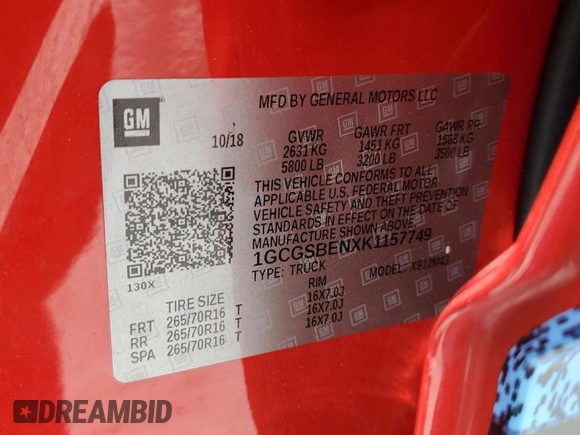 MFD BY GENERAL MOTORS LLC
GM
10/18
GVWR GAWR FRT GAWR RR
2631 KG 1451 KG 1588 KG
5800 LB 3200 LB 3500 LB
THIS VEHICLE CONFORMS TO ALL
APPLICABLE U.S. FEDERAL MOTOR
VEHICLE SAFETY AND THEFT PREVENTION
STANDARDS IN EFFECT ON THE DATE OF
MANUFACTURE SHOWN ABOVE.
1GCGSBENXK1157749
TYPE: TRUCK MODEL:
130X
TIRE SIZE RIM
FRT 265/70R16 T 16X7.0J
RR 265/70R16 T 16X7.0J
SPA 265/70R16 T 16X7.0J
DREAMBID